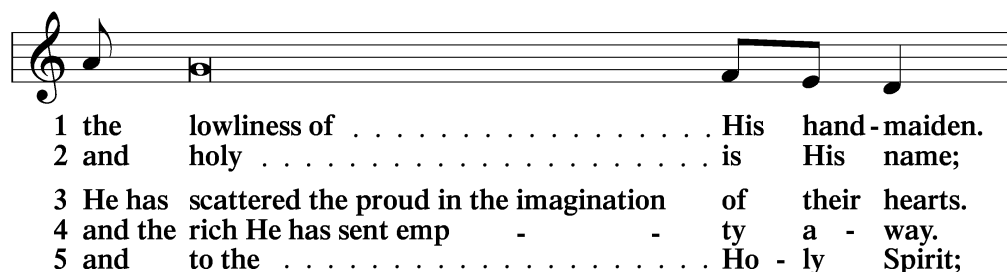 1 the lowliness of . . . . . . . . . . . . . . . . . . His hand - maiden.
2 and holy . . . . . . . . . . . . . . . . . . . . . . . is His name;
3 He has scattered the proud in the imagination of their hearts.
4 and the rich He has sent emp - - ty a - way.
5 and to the . . . . . . . . . . . . . . . . . . . . . . Ho - ly Spirit;